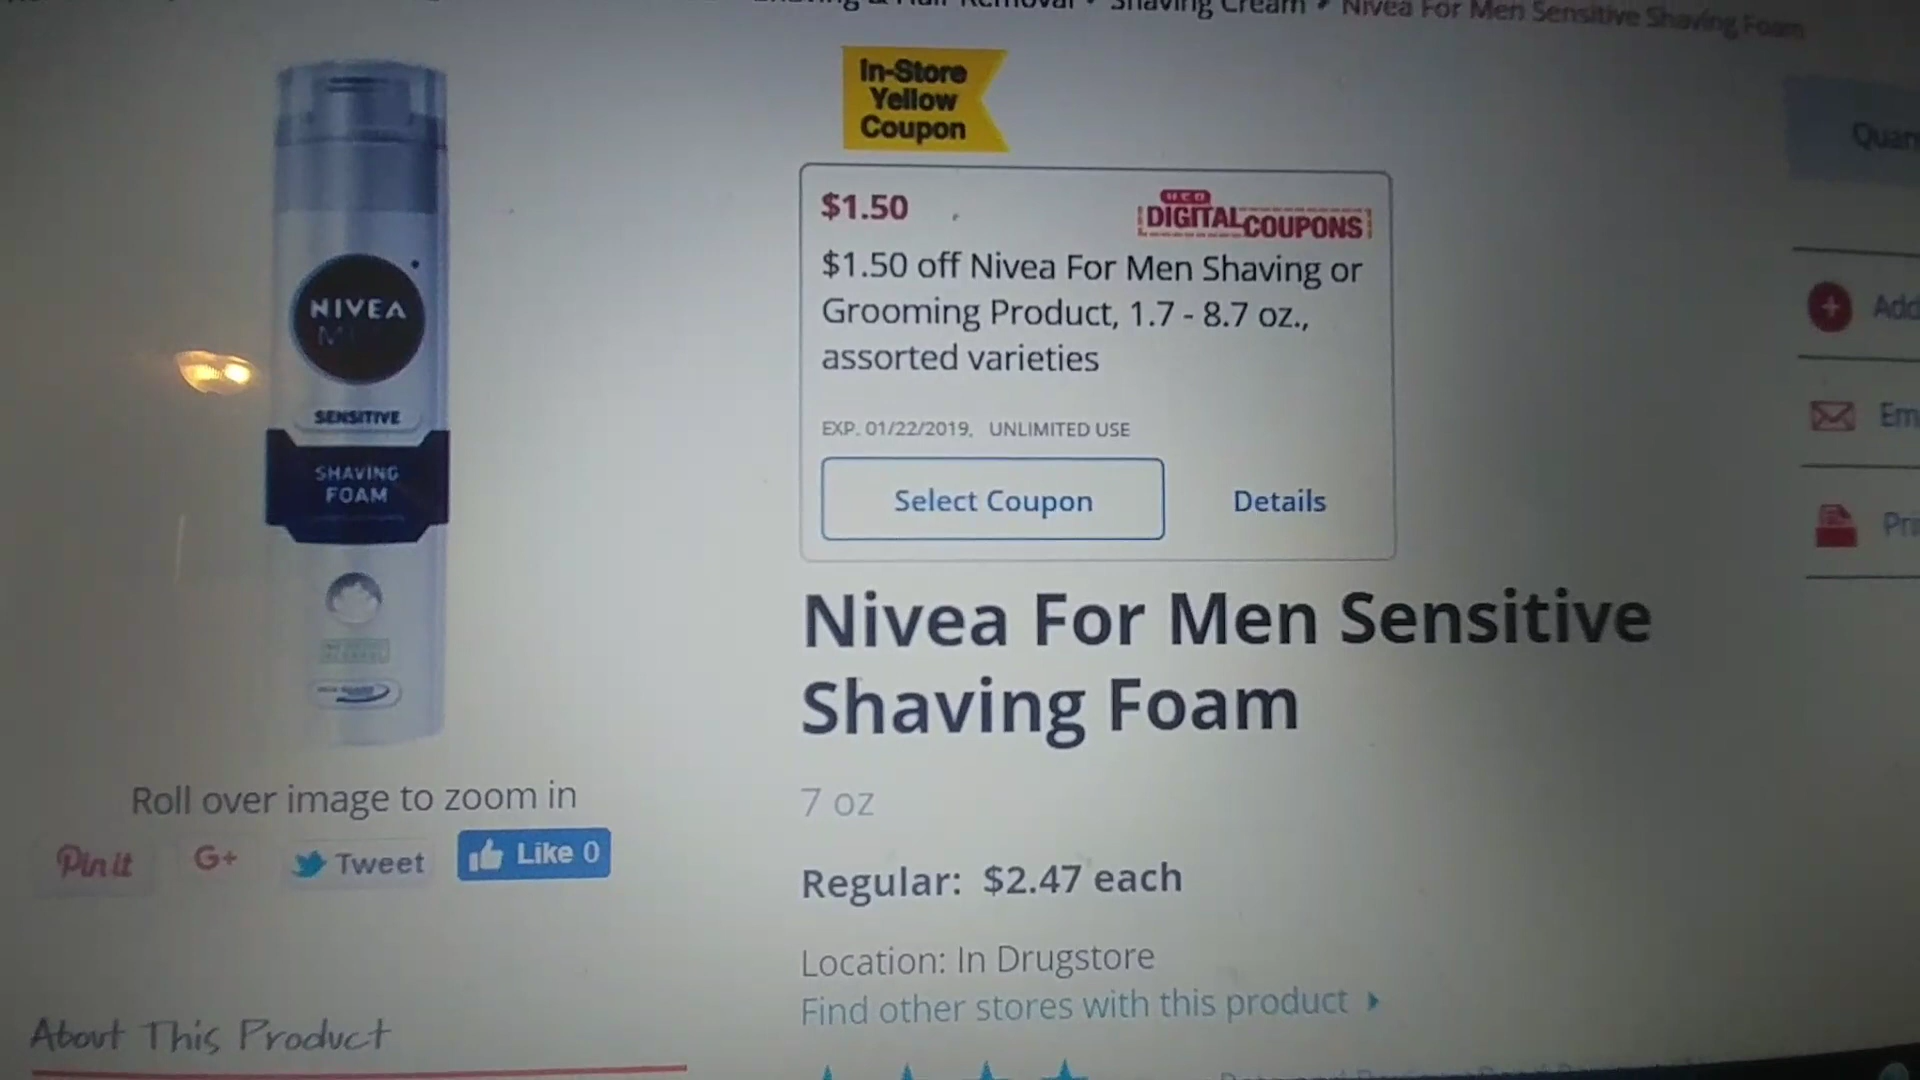 Shaving Cream
Nivea For Men Sensitive Shaving Foam
In-Store
Yellow
Coupon
$1.50
DIGITAL COUPONS
$1.50 off Nivea For Men Shaving or
Grooming Product, 1.7 - 8.7 oz.,
assorted varieties
EXP. 01/22/2019, UNLIMITED USE
Select Coupon
Details
NIVEA
SENSITIVE
SHAVING
FOAM
Nivea For Men Sensitive
Shaving Foam
7 oz
Regular: $2.47 each
Location: In Drugstore
Find other stores with this product
Roll over image to zoom in
Pin it
G+
Tweet
Like 0
About This Product